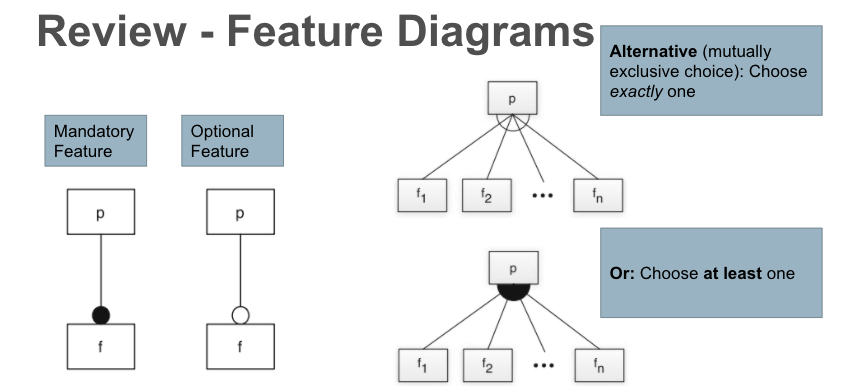 Review - Feature Diagrams
Mandatory
Feature
p
f
Optional
Feature
p
f
Alternative (mutually
exclusive choice): Choose
exactly one
p
f1
f2
•••
fn
Or: Choose at least one
p
f1
f2
•••
fn